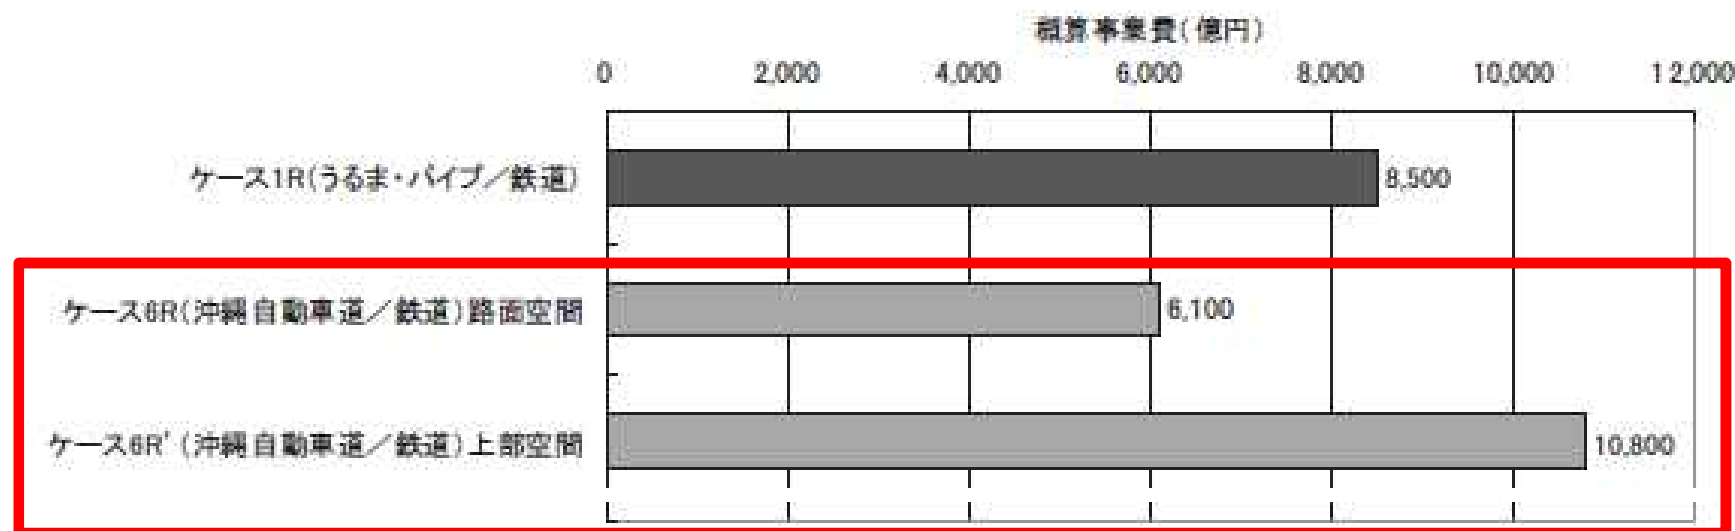 概算事業費(億円)
0 2,000 4,000 6,000 8,000 10,000 12,000
ケース1R(うるま・パイプ／鉄道) 8,500
ケース6R(沖縄自動車道／鉄道)路面空間 6,100
ケース6R'(沖縄自動車道／鉄道)上部空間 10,800